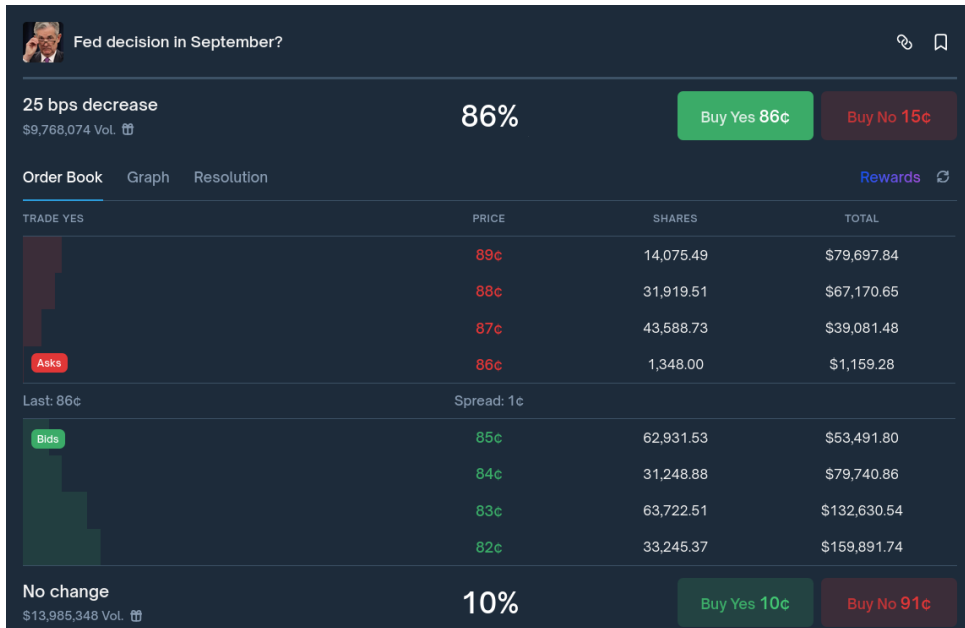 Fed decision in September?
25 bps decrease
$9,768,074 Vol.
86%
Buy Yes 86¢
Buy No 15¢
Order Book Graph Resolution Rewards
TRADE YES PRICE SHARES TOTAL
89¢ 14,075.49 $79,697.84
88¢ 31,919.51 $67,170.65
87¢ 43,588.73 $39,081.48
Asks 86¢ 1,348.00 $1,159.28
Last: 86¢ Spread: 1¢
Bids 85¢ 62,931.53 $53,491.80
84¢ 31,248.88 $79,740.86
83¢ 63,722.51 $132,630.54
82¢ 33,245.37 $159,891.74
No change
$13,985,348 Vol.
10%
Buy Yes 10¢
Buy No 91¢